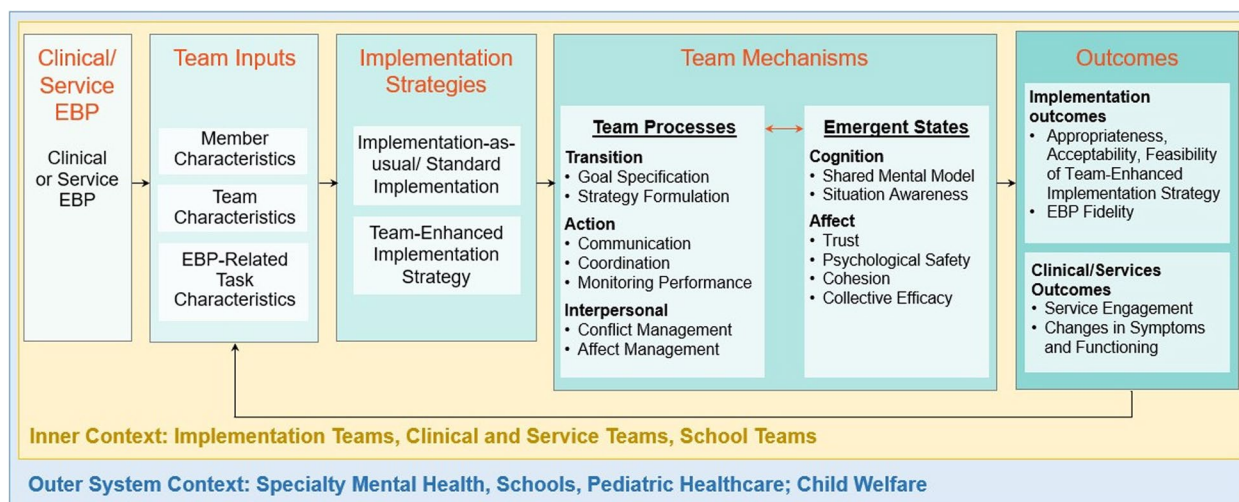 Clinical/
Service
EBP
Clinical
or Service
EBP
Team Inputs
Member
Characteristics
Team
Characteristics
EBP-Related
Task
Characteristics
Implementation
Strategies
Implementation-as-
usual/ Standard
Implementation
Team-Enhanced
Implementation
Strategy
Team Mechanisms
Team Processes
Transition
• Goal Specification
• Strategy Formulation
Action
• Communication
• Coordination
• Monitoring Performance
Interpersonal
• Conflict Management
• Affect Management
Emergent States
Cognition
• Shared Mental Model
• Situation Awareness
Affect
• Trust
• Psychological Safety
• Cohesion
• Collective Efficacy
Outcomes
Implementation
outcomes
• Appropriateness,
Acceptability, Feasibility
of Team-Enhanced
Implementation Strategy
• EBP Fidelity
Clinical/Services
Outcomes
• Service Engagement
• Changes in Symptoms
and Functioning
Inner Context: Implementation Teams, Clinical and Service Teams, School Teams
Outer System Context: Specialty Mental Health, Schools, Pediatric Healthcare; Child Welfare